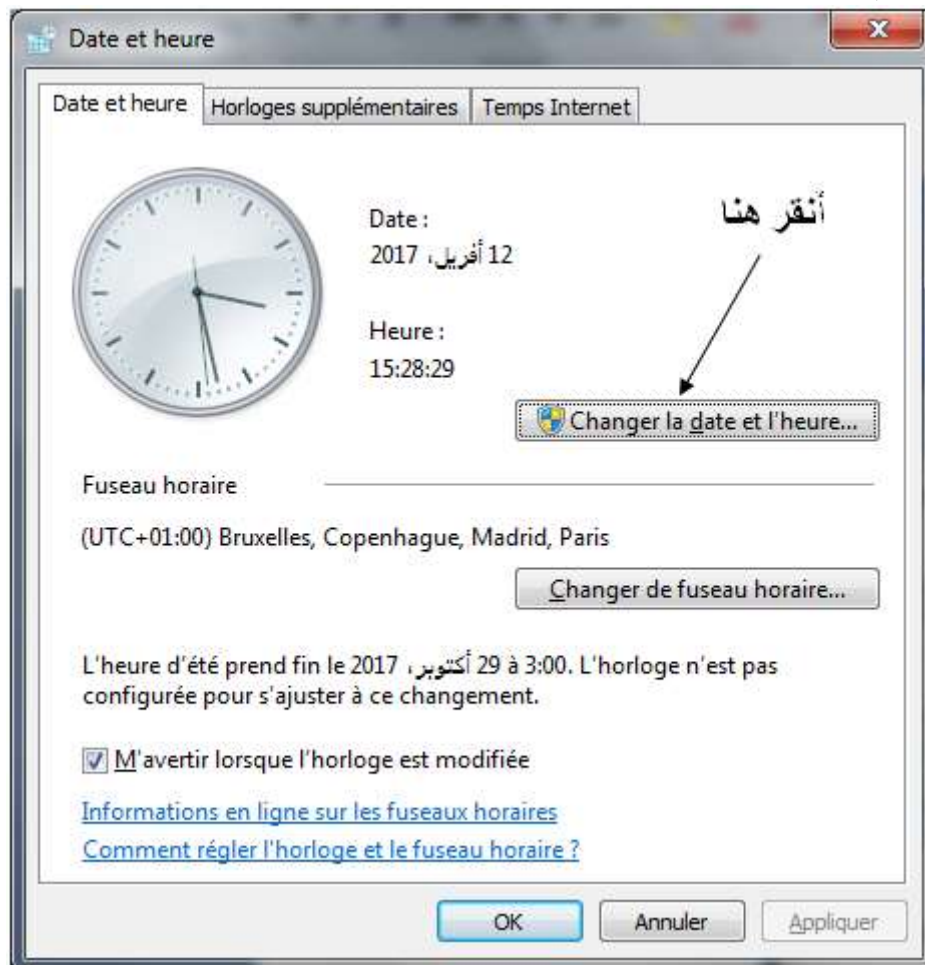 Date et heure
Date et heure
Horloges supplémentaires
Temps Internet
أنقر هنا
Date :
12 أفريل، 2017
Heure :
15:28:29
Changer la date et l'heure...
Fuseau horaire
(UTC+01:00) Bruxelles, Copenhague, Madrid, Paris
Changer de fuseau horaire...
L'heure d'été prend fin le 29 أكتوبر، 2017 à 3:00. L'horloge n'est pas
configurée pour s'ajuster à ce changement.
M'avertir lorsque l'horloge est modifiée
Informations en ligne sur les fuseaux horaires
Comment régler l'horloge et le fuseau horaire ?
OK
Annuler
Appliquer